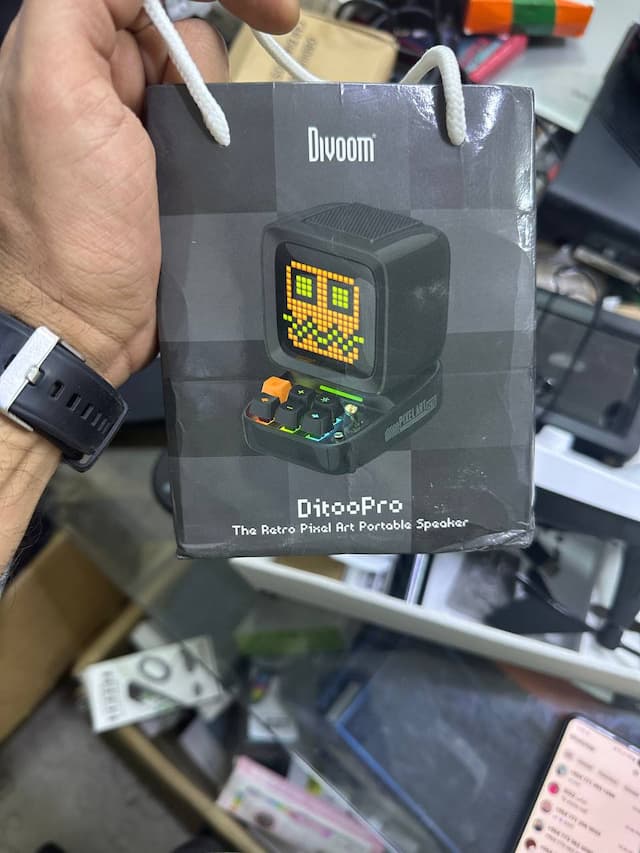 Divoom
DitooPro
The Retro Pixel Art Portable Speaker